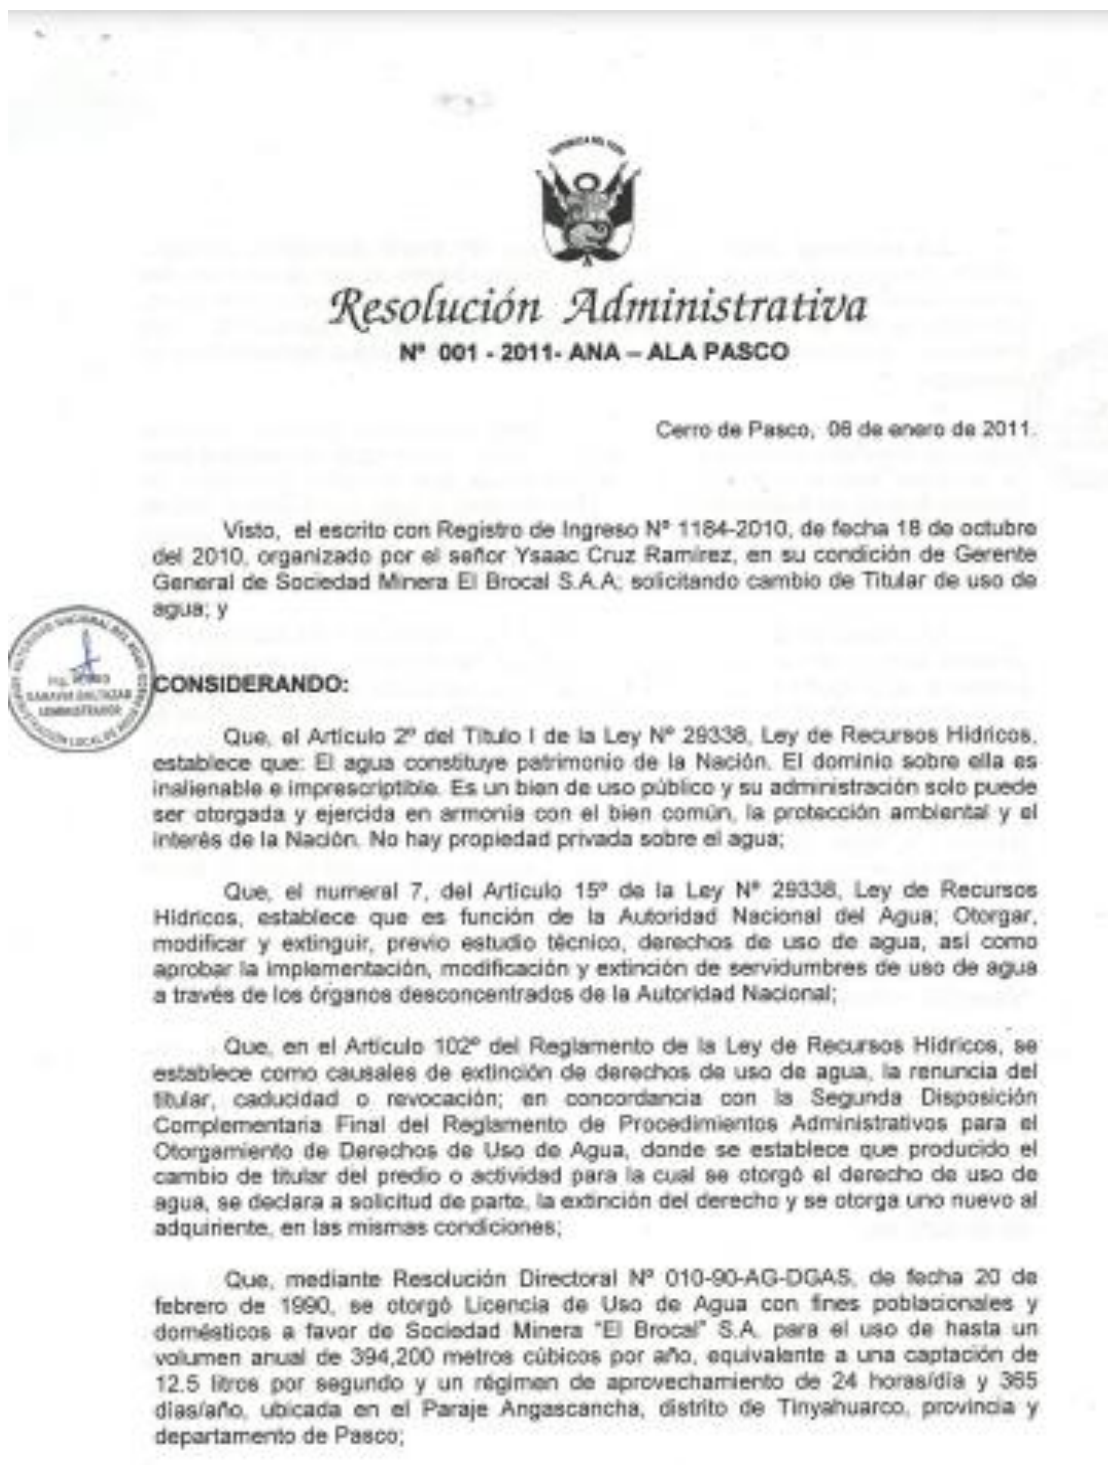 REPUBLICA DEL PERU
Resolución Administrativa
Nº 001 - 2011- ANA – ALA PASCO
Cerro de Pasco, 06 de enero de 2011.
Visto, el escrito con Registro de Ingreso Nº 1184-2010, de fecha 18 de octubre
del 2010, organizado por el señor Ysaac Cruz Ramírez, en su condición de Gerente
General de Sociedad Minera El Brocal S.A.A; solicitando cambio de Titular de uso de
agua; y
AUTORIDAD NACIONAL DEL AGUA
ADMINISTRADOR
CONSIDERANDO:
Que, el Artículo 2º del Título I de la Ley Nº 29338, Ley de Recursos Hídricos,
establece que: El agua constituye patrimonio de la Nación. El dominio sobre ella es
inalienable e imprescriptible. Es un bien de uso público y su administración solo puede
ser otorgada y ejercida en armonía con el bien común, la protección ambiental y el
interés de la Nación. No hay propiedad privada sobre el agua;
Que, el numeral 7, del Artículo 15º de la Ley Nº 29338, Ley de Recursos
Hídricos, establece que es función de la Autoridad Nacional del Agua; Otorgar,
modificar y extinguir, previo estudio técnico, derechos de uso de agua, así como
aprobar la implementación, modificación y extinción de servidumbres de uso de agua
a través de los órganos desconcentrados de la Autoridad Nacional;
Que, en el Artículo 102º del Reglamento de la Ley de Recursos Hídricos, se
establece como causales de extinción de derechos de uso de agua, la renuncia del
titular, caducidad o revocación; en concordancia con la Segunda Disposición
Complementaria Final del Reglamento de Procedimientos Administrativos para el
Otorgamiento de Derechos de Uso de Agua, donde se establece que producido el
cambio de titular del predio o actividad para la cual se otorgó el derecho de uso de
agua, se declara a solicitud de parte, la extinción del derecho y se otorga uno nuevo al
adquiriente, en las mismas condiciones;
Que, mediante Resolución Directoral Nº 010-90-AG-DGAS, de fecha 20 de
febrero de 1990, se otorgó Licencia de Uso de Agua con fines poblacionales y
domésticos a favor de Sociedad Minera "El Brocal" S.A. para el uso de hasta un
volumen anual de 394,200 metros cúbicos por año, equivalente a una captación de
12.5 litros por segundo y un régimen de aprovechamiento de 24 horas/día y 365
días/año, ubicada en el Paraje Angascancha, distrito de Tinyahuarco, provincia y
departamento de Pasco;